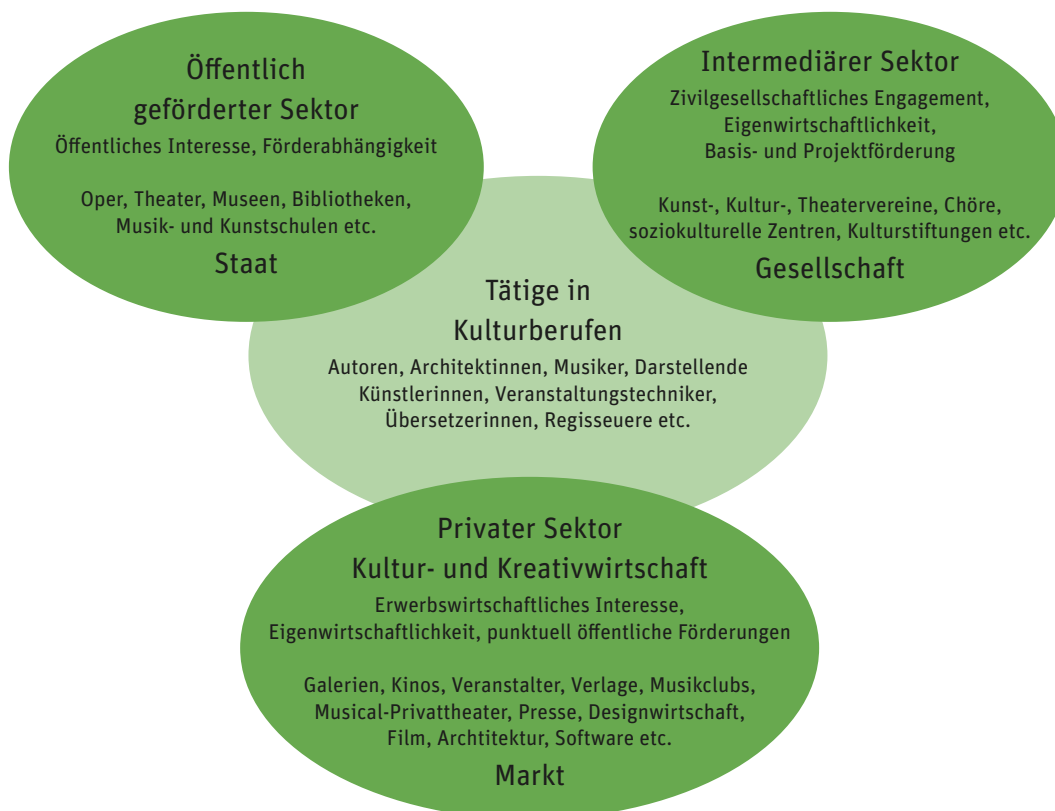 Öffentlich
geförderter Sektor
Öffentliches Interesse, Förderabhängigkeit
Oper, Theater, Museen, Bibliotheken,
Musik- und Kunstschulen etc.
Staat
Intermediärer Sektor
Zivilgesellschaftliches Engagement,
Eigenwirtschaftlichkeit,
Basis- und Projektförderung
Kunst-, Kultur-, Theatervereine, Chöre,
soziokulturelle Zentren, Kulturstiftungen etc.
Gesellschaft
Tätige in
Kulturberufen
Autoren, Architektinnen, Musiker, Darstellende
Künstlerinnen, Veranstaltungstechniker,
Übersetzerinnen, Regisseuere etc.
Privater Sektor
Kultur- und Kreativwirtschaft
Erwerbswirtschaftliches Interesse,
Eigenwirtschaftlichkeit, punktuell öffentliche Förderungen
Galerien, Kinos, Veranstalter, Verlage, Musikclubs,
Musical-Privattheater, Presse, Designwirtschaft,
Film, Archtitektur, Software etc.
Markt